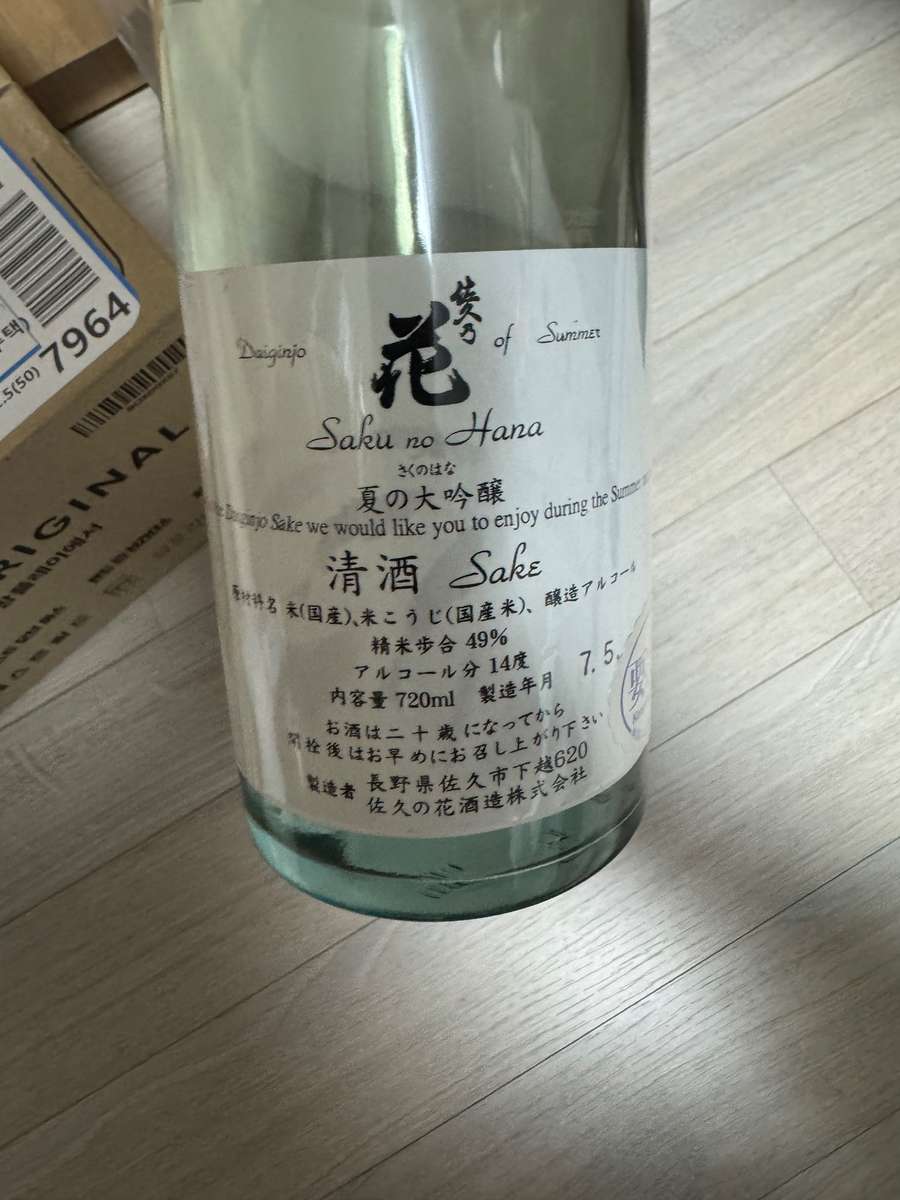 佐久乃
花
Daiginjo
of Summer
Saku no Hana
さくのはな
夏の大吟醸
Daiginjo Sake we would like you to enjoy during the Summer
清酒 Sake
原材料名 米(国産)、米こうじ(国産米)、醸造アルコール
精米歩合 49%
アルコール分 14度
内容量 720ml 製造年月 7. 5.
お酒は二十歳になってから
開栓後はお早めにお召し上がり下さい
製造者 長野県佐久市下越620
佐久の花酒造株式会社
7964
.5(50)
RIGINAL